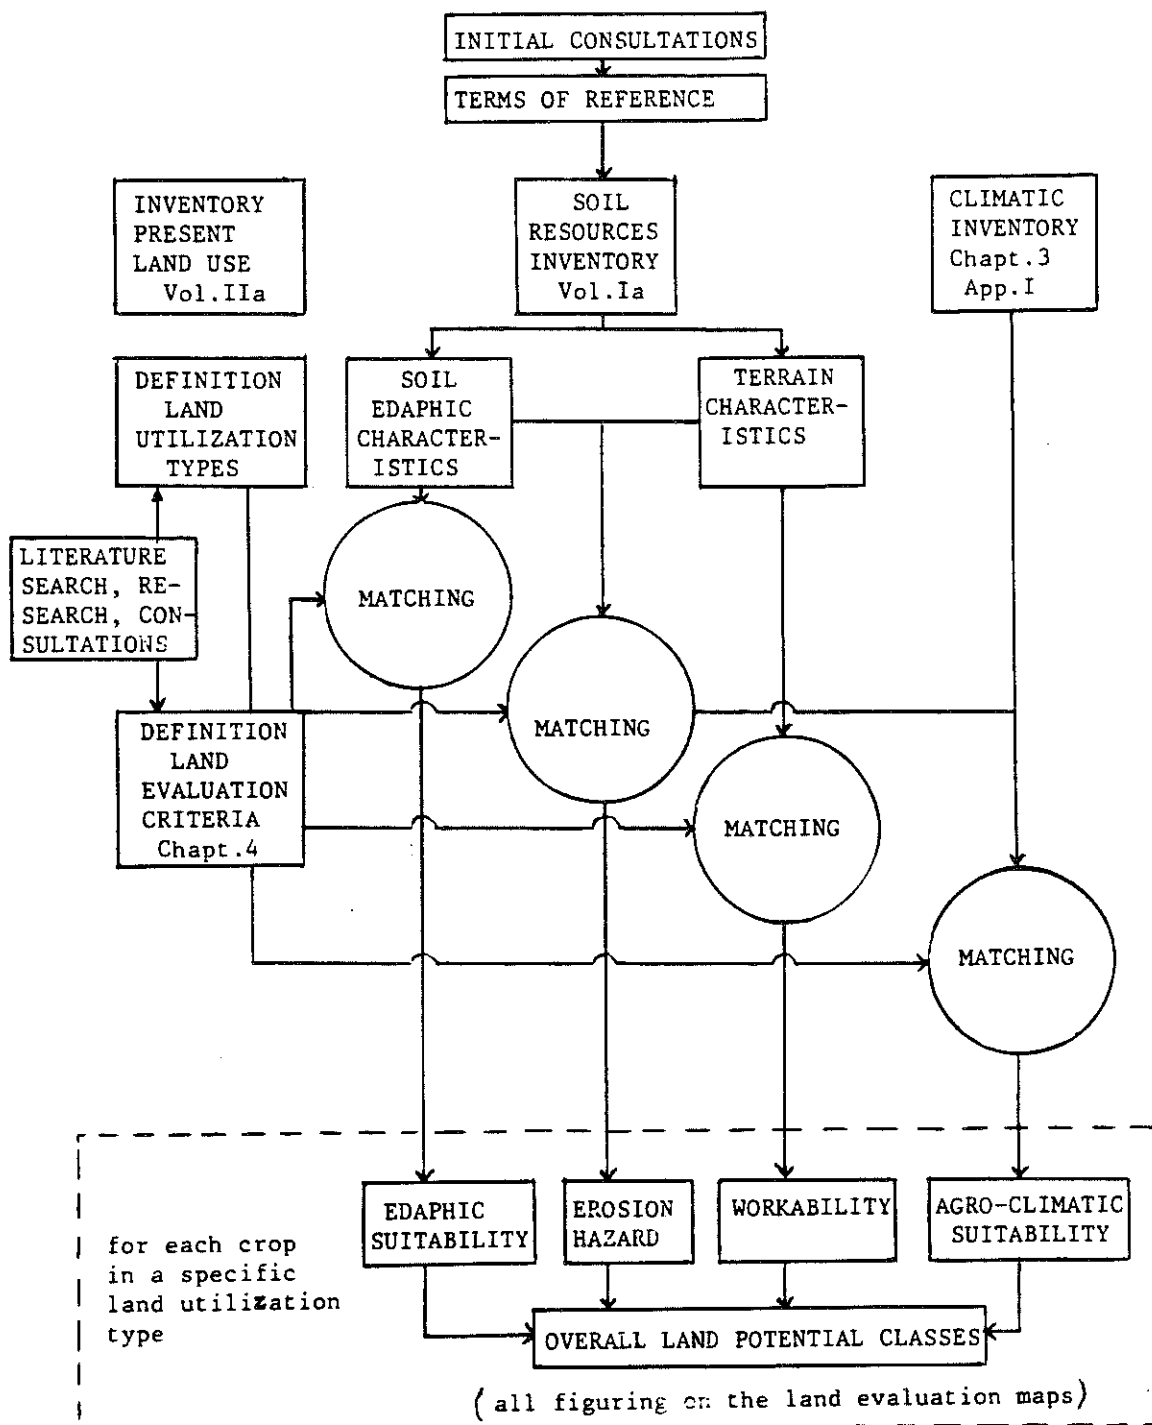 INITIAL CONSULTATIONS
TERMS OF REFERENCE
INVENTORY
PRESENT
LAND USE
Vol.IIa
SOIL
RESOURCES
INVENTORY
Vol.Ia
CLIMATIC
INVENTORY
Chapt.3
App.I
DEFINITION
LAND
UTILIZATION
TYPES
SOIL
EDAPHIC
CHARACTER-
ISTICS
TERRAIN
CHARACTER-
ISTICS
LITERATURE
SEARCH, RE-
SEARCH, CON-
SULTATIONS
MATCHING
MATCHING
MATCHING
MATCHING
DEFINITION
LAND
EVALUATION
CRITERIA
Chapt.4
for each crop
in a specific
land utilization
type
EDAPHIC
SUITABILITY
EROSION
HAZARD
WORKABILITY
AGRO-CLIMATIC
SUITABILITY
OVERALL LAND POTENTIAL CLASSES
(all figuring on the land evaluation maps)